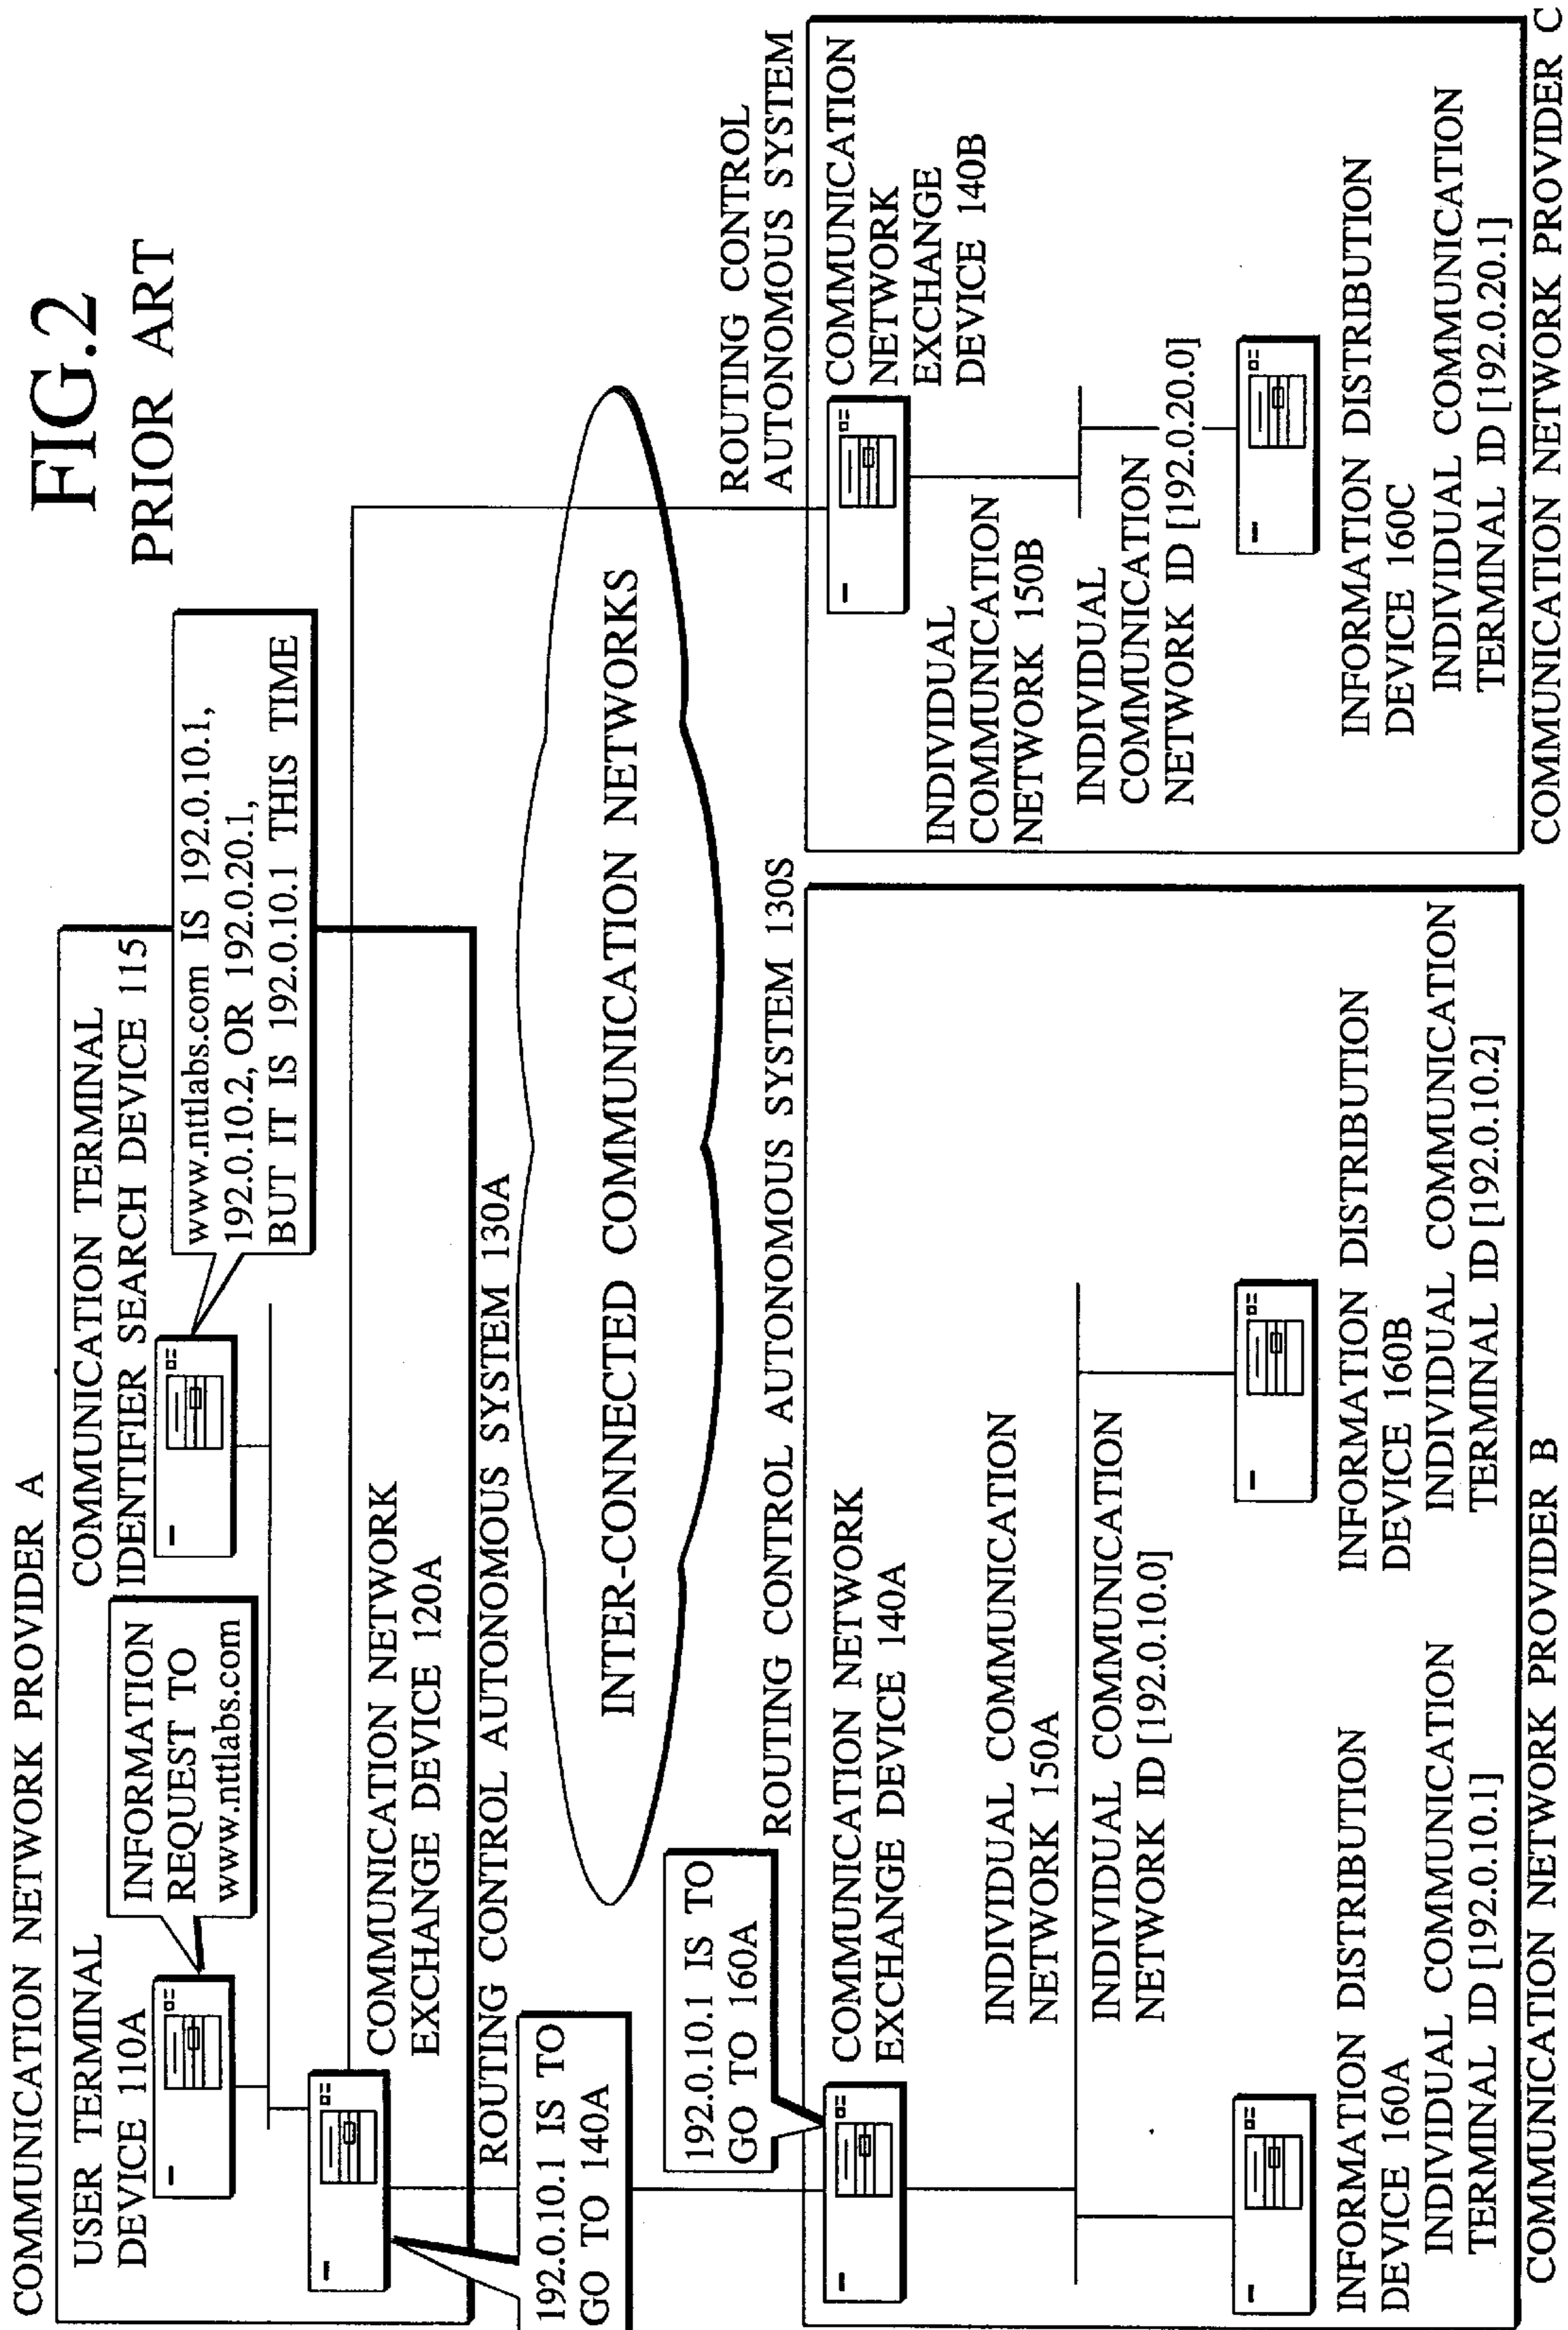 FIG.2
PRIOR ART
COMMUNICATION NETWORK PROVIDER A
USER TERMINAL
DEVICE 110A
INFORMATION
REQUEST TO
www.nttlabs.com
COMMUNICATION TERMINAL
IDENTIFIER SEARCH DEVICE 115
www.nttlabs.com IS 192.0.10.1,
192.0.10.2, OR 192.0.20.1,
BUT IT IS 192.0.10.1 THIS TIME
COMMUNICATION NETWORK
EXCHANGE DEVICE 120A
ROUTING CONTROL AUTONOMOUS SYSTEM 130A
192.0.10.1 IS TO
GO TO 140A
INTER-CONNECTED COMMUNICATION NETWORKS
192.0.10.1 IS TO
GO TO 160A
ROUTING CONTROL AUTONOMOUS SYSTEM 130S
COMMUNICATION NETWORK
EXCHANGE DEVICE 140A
INDIVIDUAL COMMUNICATION
NETWORK 150A
INDIVIDUAL COMMUNICATION
NETWORK ID [192.0.10.0]
INFORMATION DISTRIBUTION
DEVICE 160A
INDIVIDUAL COMMUNICATION
TERMINAL ID [192.0.10.1]
INFORMATION DISTRIBUTION
DEVICE 160B
INDIVIDUAL COMMUNICATION
TERMINAL ID [192.0.10.2]
COMMUNICATION NETWORK PROVIDER B
ROUTING CONTROL
AUTONOMOUS SYSTEM
COMMUNICATION
NETWORK
EXCHANGE
DEVICE 140B
INDIVIDUAL
COMMUNICATION
NETWORK 150B
INDIVIDUAL
COMMUNICATION
NETWORK ID [192.0.20.0]
INFORMATION DISTRIBUTION
DEVICE 160C
INDIVIDUAL COMMUNICATION
TERMINAL ID [192.0.20.1]
COMMUNICATION NETWORK PROVIDER C